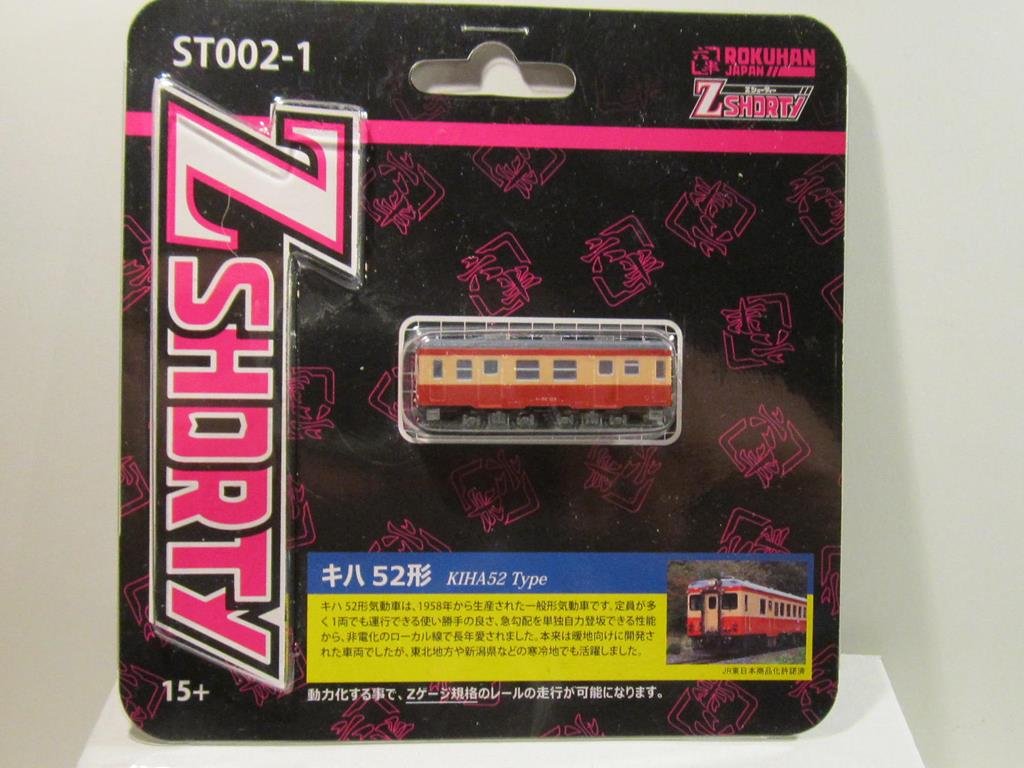 ST002-1
ROKUHAN
JAPAN
Zショーティー
Z SHORTY
Z SHORTY
キハ 52形 KIHA52 Type
キハ 52形気動車は、1958年から生産された一般形気動車です。定員が多
く1両でも運行できる使い勝手の良さ、急勾配を単独自力登坂できる性能
から、非電化のローカル線で長年愛されました。本来は暖地向けに開発さ
れた車両でしたが、東北地方や新潟県などの寒冷地でも活躍しました。
JR東日本商品化許諾済
15+
動力化する事で、Zゲージ規格のレールの走行が可能になります。